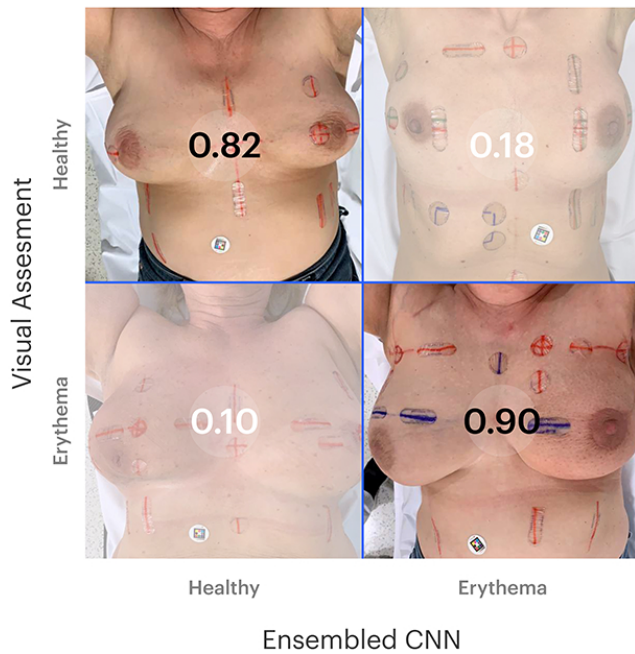 Visual Assesment
Healthy
Erythema
0.82
0.18
0.10
0.90
Healthy
Erythema
Ensembled CNN